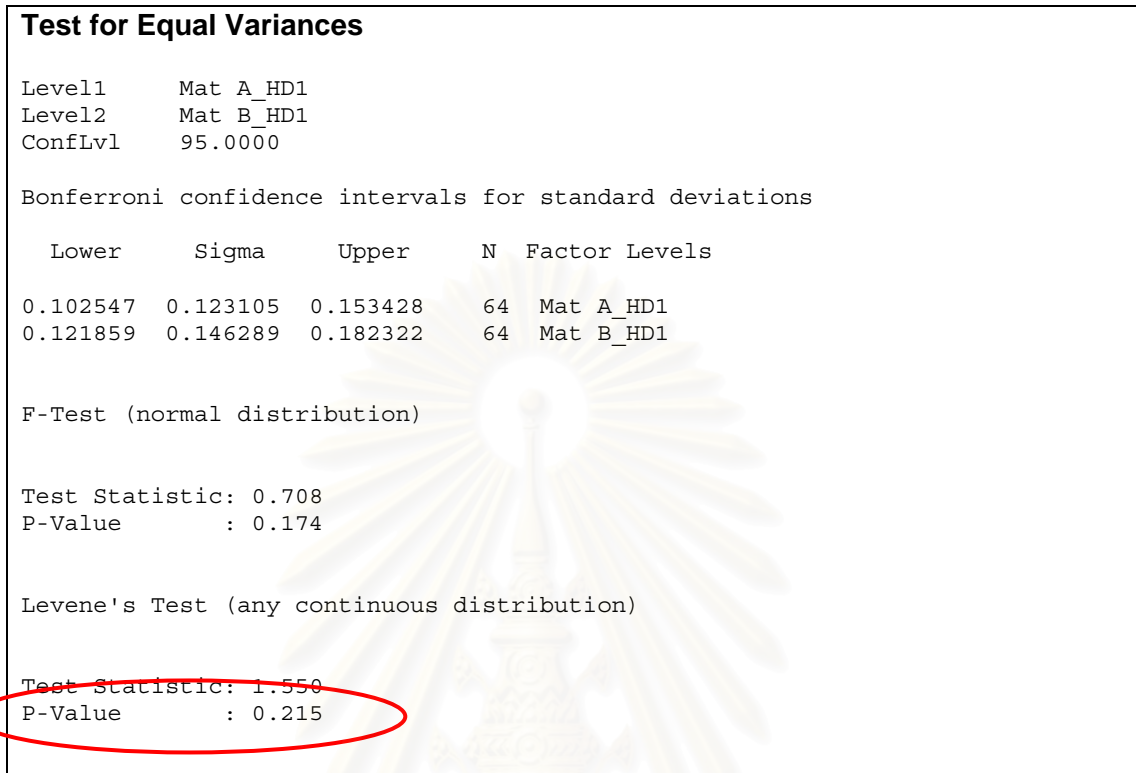 Test for Equal Variances
Level1 Mat A_HD1
Level2 Mat B_HD1
ConfLvl 95.0000
Bonferroni confidence intervals for standard deviations
Lower Sigma Upper N Factor Levels
0.102547 0.123105 0.153428 64 Mat A_HD1
0.121859 0.146289 0.182322 64 Mat B_HD1
F-Test (normal distribution)
Test Statistic: 0.708
P-Value : 0.174
Levene's Test (any continuous distribution)
Test Statistic: 1.550
P-Value : 0.215